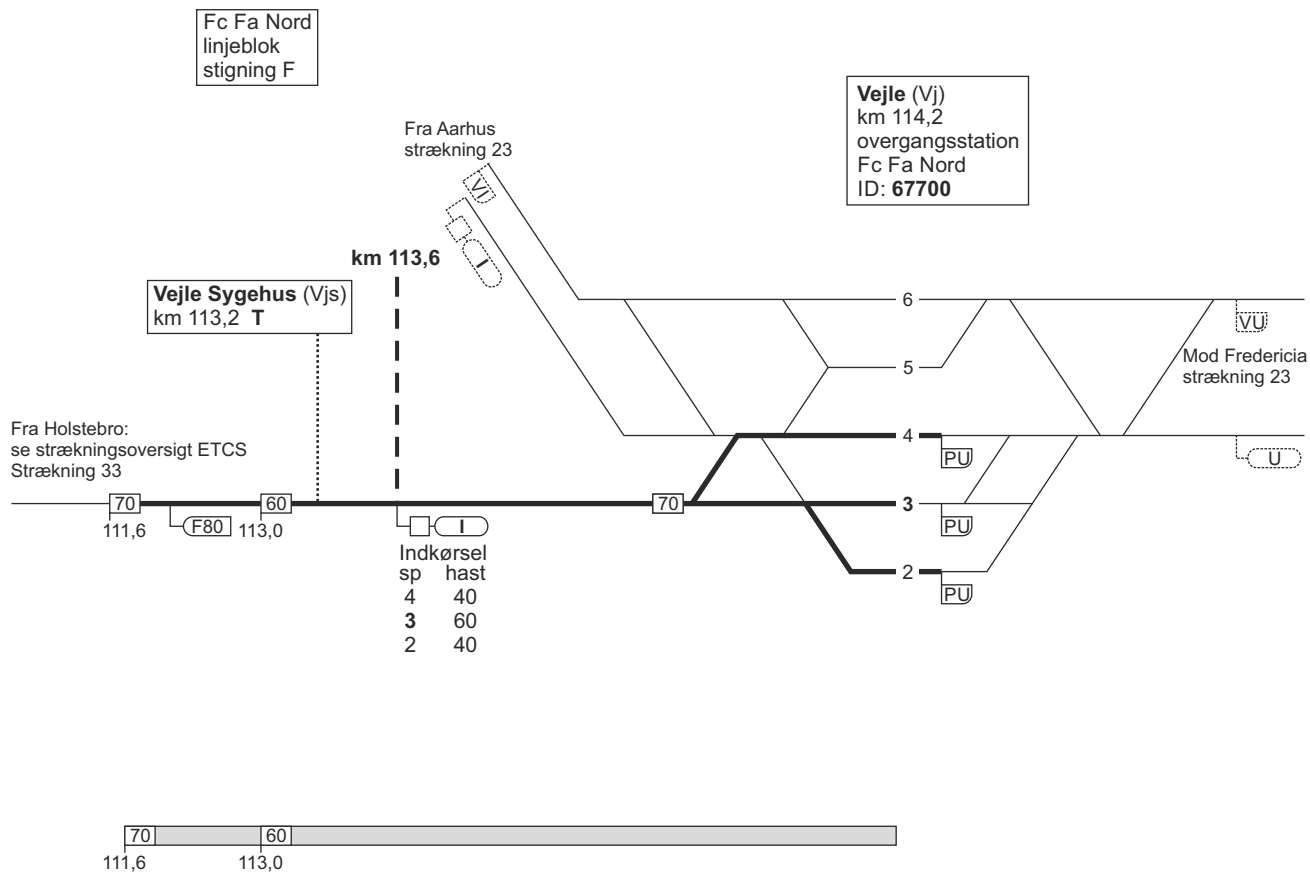 Fc Fa Nord
linjeblok
stigning F
Vejle (Vj)
km 114,2
overgangsstation
Fc Fa Nord
ID: 67700
Fra Aarhus
strækning 23
VI
I
km 113,6
Vejle Sygehus (Vjs)
km 113,2 T
6
VU
Mod Fredericia
strækning 23
5
Fra Holstebro:
se strækningsoversigt ETCS
Strækning 33
4
PU
U
70
60
70
3
111,6
F80
113,0
I
PU
Indkørsel
sp hast
4 40
3 60
2 40
2
PU
70
60
111,6
113,0